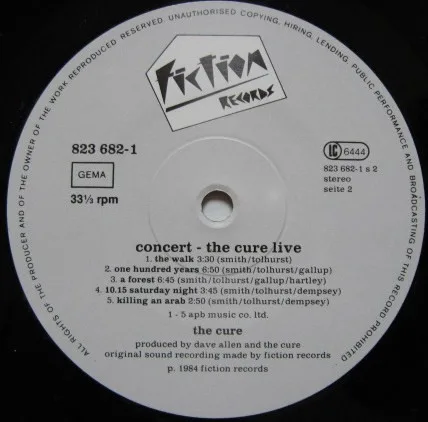 ALL RIGHTS OF THE PRODUCER AND OF THE OWNER OF THE WORK REPRODUCED RESERVED. UNAUTHORISED COPYING, HIRING, LENDING, PUBLIC PERFORMANCE AND BROADCASTING OF THIS RECORD PROHIBITED
Fiction
RECORDS
823 682-1
GEMA
33⅓ rpm
LC 6444
823 682-1 s 2
stereo
seite 2
concert - the cure live
1. the walk 3:30 (smith/tolhurst)
2. one hundred years 6:50 (smith/tolhurst/gallup)
3. a forest 6:45 (smith/tolhurst/gallup/hartley)
4. 10.15 saturday night 3:45 (smith/tolhurst/dempsey)
5. killing an arab 2:50 (smith/tolhurst/dempsey)
1 - 5 apb music co. ltd.
the cure
produced by dave allen and the cure
original sound recording made by fiction records
p. 1984 fiction records